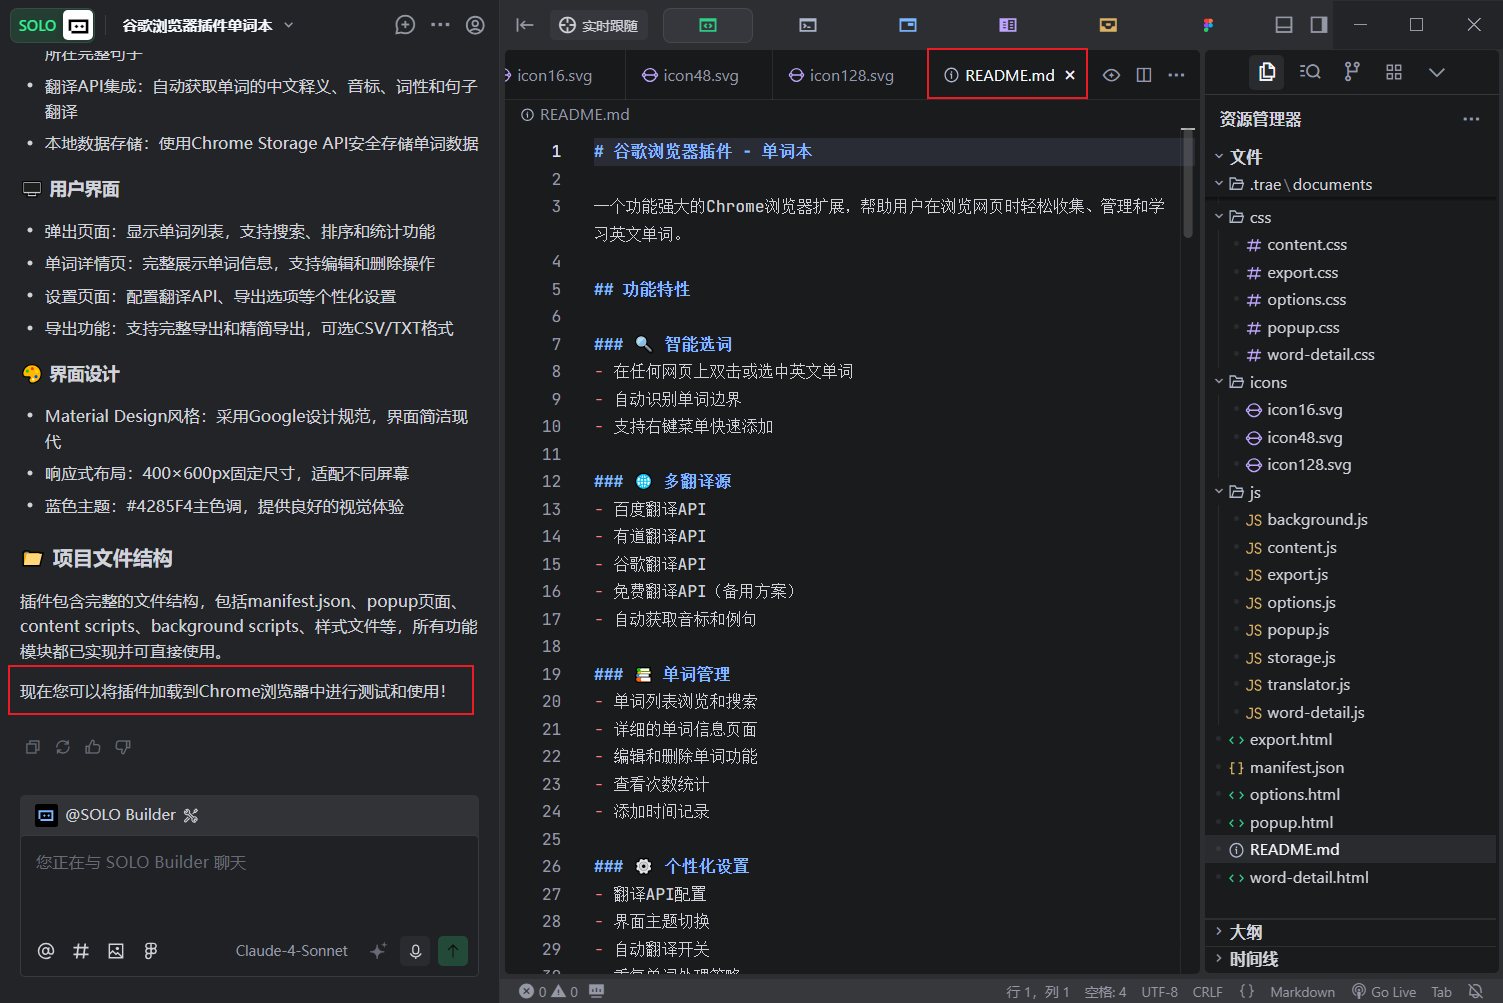 SOLO
谷歌浏览器插件单词本
所在完整句子
• 翻译API集成：自动获取单词的中文释义、音标、词性和句子
翻译
• 本地数据存储：使用Chrome Storage API安全存储单词数据
🖥️ 用户界面
• 弹出页面：显示单词列表，支持搜索、排序和统计功能
• 单词详情页：完整展示单词信息，支持编辑和删除操作
• 设置页面：配置翻译API、导出选项等个性化设置
• 导出功能：支持完整导出和精简导出，可选CSV/TXT格式
🎨 界面设计
• Material Design风格：采用Google设计规范，界面简洁现
代
• 响应式布局：400×600px固定尺寸，适配不同屏幕
• 蓝色主题：#4285F4主色调，提供良好的视觉体验
📁 项目文件结构
插件包含完整的文件结构，包括manifest.json、popup页面、
content scripts、background scripts、样式文件等，所有功能
模块都已实现并可直接使用。
现在您可以将插件加载到Chrome浏览器中进行测试和使用！
@SOLO Builder
您正在与 SOLO Builder 聊天
Claude-4-Sonnet
实时跟随
icon16.svg
icon48.svg
icon128.svg
README.md
README.md
1 # 谷歌浏览器插件 - 单词本
2
3 一个功能强大的Chrome浏览器扩展，帮助用户在浏览网页时轻松收集、管理和学
习英文单词。
4
5 ## 功能特性
6
7 ### 🔍 智能选词
8 - 在任何网页上双击或选中英文单词
9 - 自动识别单词边界
10 - 支持右键菜单快速添加
11
12 ### 🌐 多翻译源
13 - 百度翻译API
14 - 有道翻译API
15 - 谷歌翻译API
16 - 免费翻译API（备用方案）
17 - 自动获取音标和例句
18
19 ### 📚 单词管理
20 - 单词列表浏览和搜索
21 - 详细的单词信息页面
22 - 编辑和删除单词功能
23 - 查看次数统计
24 - 添加时间记录
25
26 ### ⚙️ 个性化设置
27 - 翻译API配置
28 - 界面主题切换
29 - 自动翻译开关
30 - 重复单词处理策略
资源管理器
文件
.trae\documents
css
# content.css
# export.css
# options.css
# popup.css
# word-detail.css
icons
icon16.svg
icon48.svg
icon128.svg
js
JS background.js
JS content.js
JS export.js
JS options.js
JS popup.js
JS storage.js
JS translator.js
JS word-detail.js
<> export.html
{} manifest.json
<> options.html
<> popup.html
README.md
<> word-detail.html
大纲
时间线
0 0
行 1，列 1
空格: 4
UTF-8
CRLF
{}
Markdown
Go Live
Tab